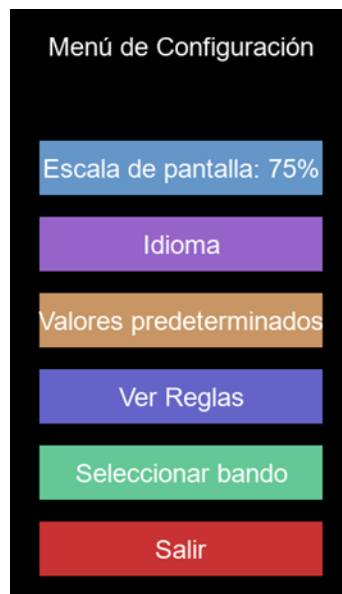 Menú de Configuración
Escala de pantalla: 75%
Idioma
Valores predeterminados
Ver Reglas
Seleccionar bando
Salir